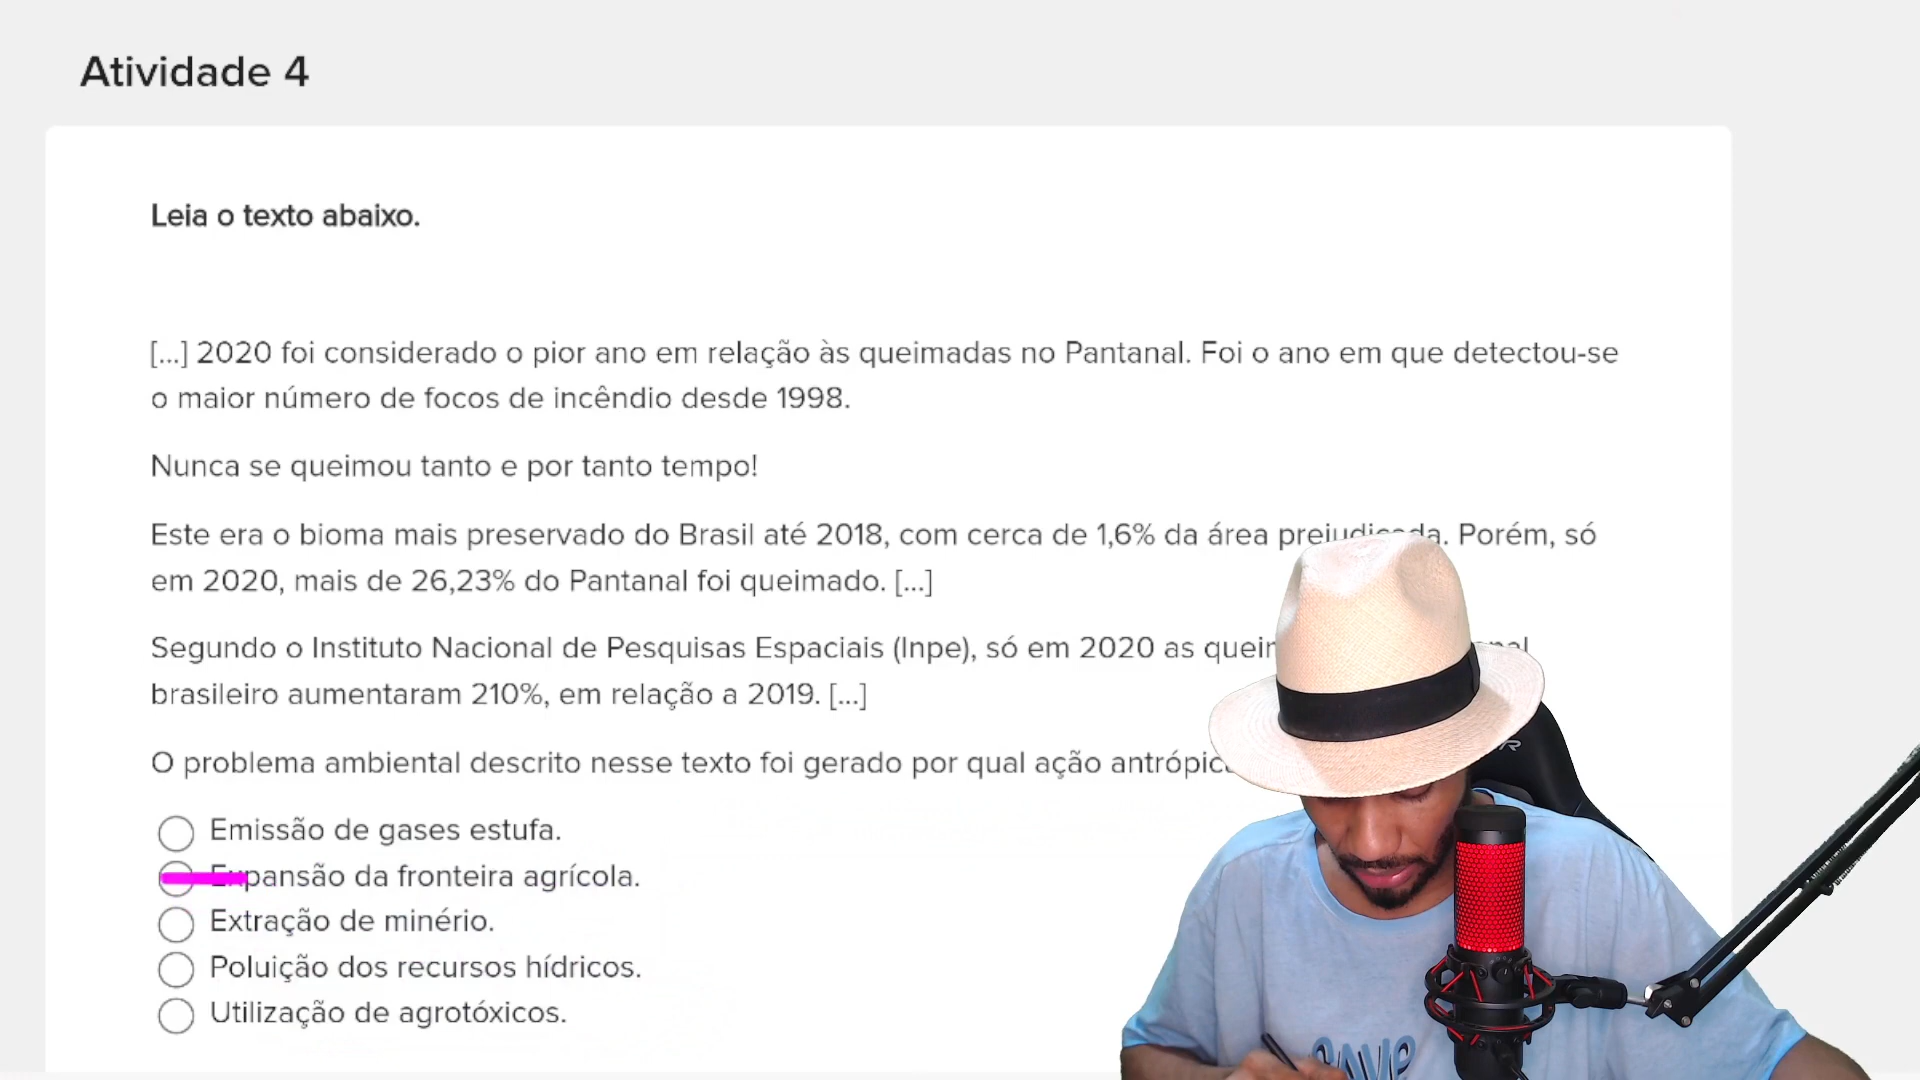 Atividade 4
Leia o texto abaixo.
[...] 2020 foi considerado o pior ano em relação às queimadas no Pantanal. Foi o ano em que detectou-se
o maior número de focos de incêndio desde 1998.
Nunca se queimou tanto e por tanto tempo!
Este era o bioma mais preservado do Brasil até 2018, com cerca de 1,6% da área prejudicada. Porém, só
em 2020, mais de 26,23% do Pantanal foi queimado. [...]
Segundo o Instituto Nacional de Pesquisas Espaciais (Inpe), só em 2020 as
brasileiro aumentaram 210%, em relação a 2019. [...]
O problema ambiental descrito nesse texto foi gerado por qual ação
Emissão de gases estufa.
Expansão da fronteira agrícola.
Extração de minério.
Poluição dos recursos hídricos.
Utilização de agrotóxicos.